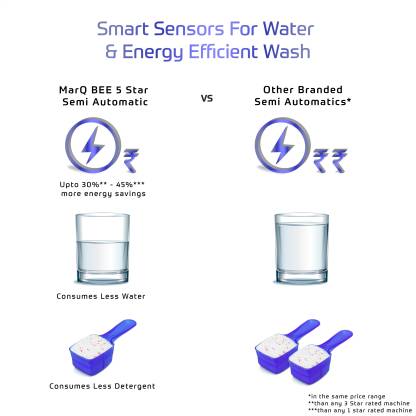 Smart Sensors For Water
& Energy Efficient Wash
MarQ BEE 5 Star
Semi Automatic
vs
Other Branded
Semi Automatics*
₹
₹₹
Upto 30%** - 45%***
more energy savings
Consumes Less Water
Consumes Less Detergent
*in the same price range
**than any 3 Star rated machine
***than any 1 star rated machine